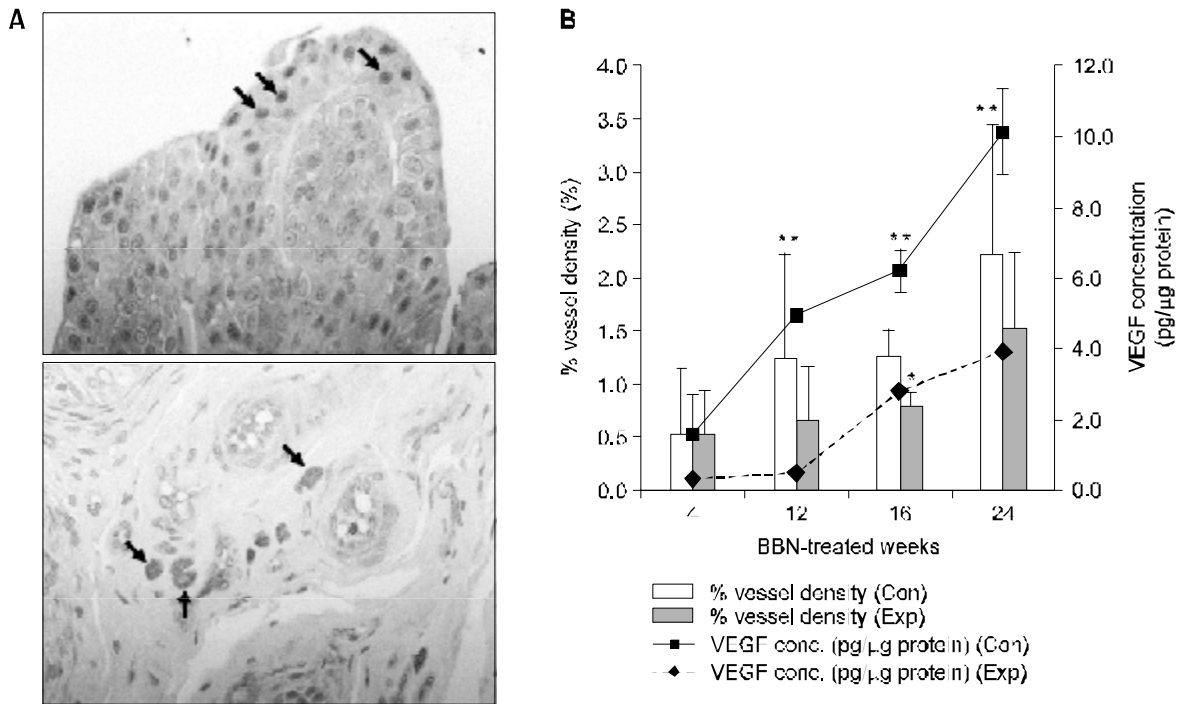 A
B
4.0
3.5
3.0
2.5
2.0
1.5
1.0
0.5
0.0
% Vessel density (%)
12.0
10.0
8.0
6.0
4.0
2.0
0.0
VEGF concentration
(pg/μg protein)
**
**
*
**
4
12
16
24
BBN-treated weeks
% vessel density (Con)
% vessel density (Exp)
VEGF conc. (pg/μg protein) (Con)
VEGF conc. (pg/μg protein) (Exp)